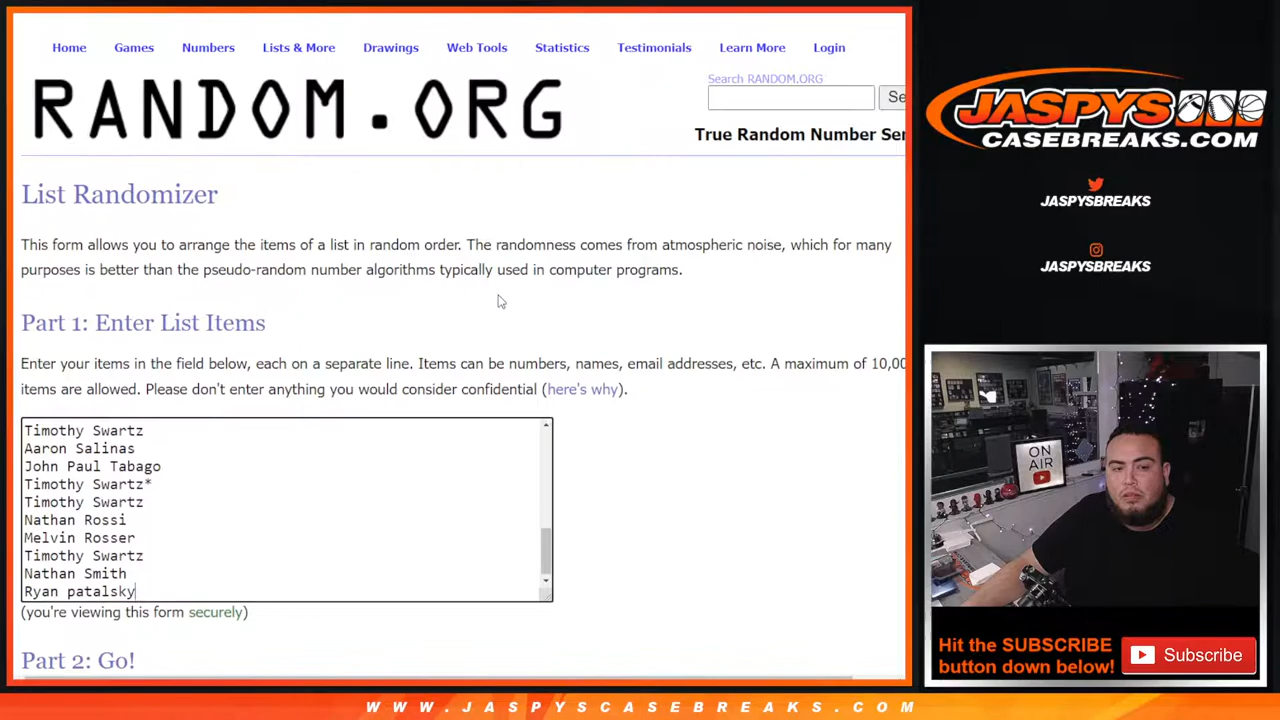 Home Games Numbers Lists & More Drawings Web Tools Statistics Testimonials Learn More Login
RANDOM.ORG
Search RANDOM.ORG
Se
True Random Number Ser
List Randomizer
This form allows you to arrange the items of a list in random order. The randomness comes from atmospheric noise, which for many
purposes is better than the pseudo-random number algorithms typically used in computer programs.
Part 1: Enter List Items
Enter your items in the field below, each on a separate line. Items can be numbers, names, email addresses, etc. A maximum of 10,00
items are allowed. Please don't enter anything you would consider confidential (here's why).
Timothy Swartz
Aaron Salinas
John Paul Tabago
Timothy Swartz*
Timothy Swartz
Nathan Rossi
Melvin Rosser
Timothy Swartz
Nathan Smith
Ryan patalsky
(you're viewing this form securely)
Part 2: Go!
JASPYS
CASEBREAKS.COM
JASPYSBREAKS
JASPYSBREAKS
ON
AIR
Hit the SUBSCRIBE
button down below!
Subscribe
WWW.JASPYSCASEBREAKS.COM